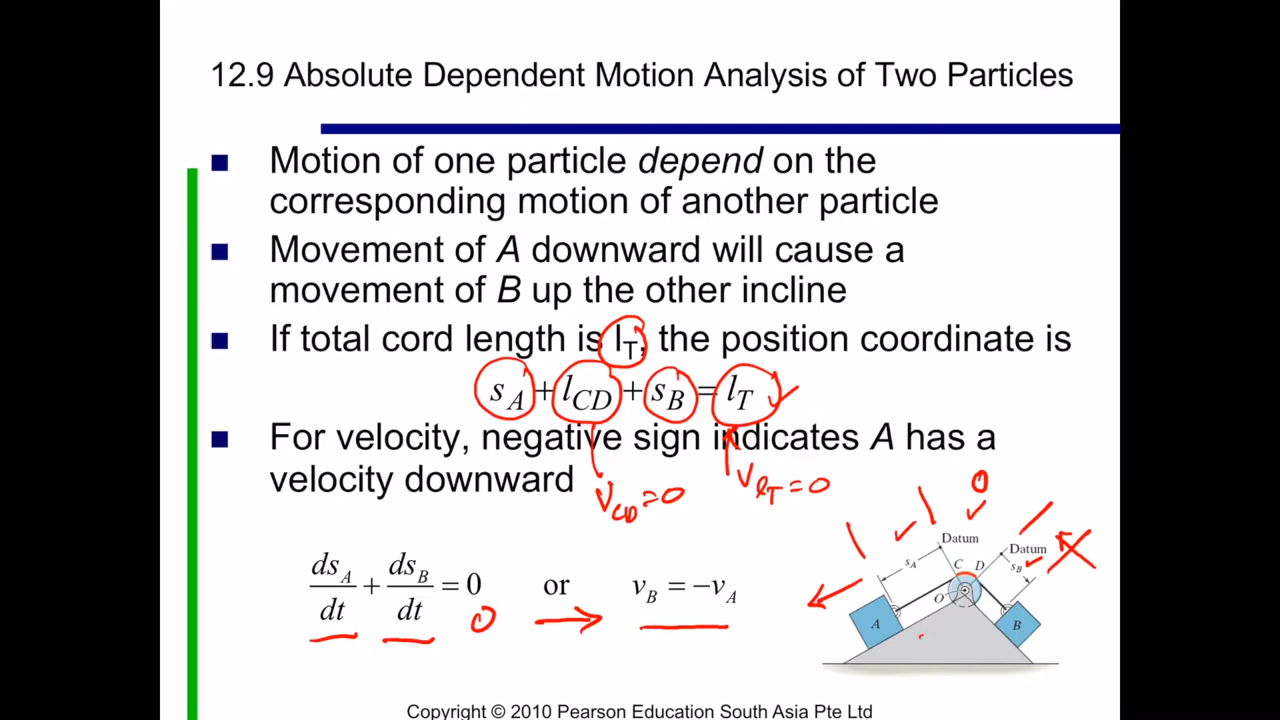 12.9 Absolute Dependent Motion Analysis of Two Particles
Motion of one particle depend on the
corresponding motion of another particle
Movement of A downward will cause a
movement of B up the other incline
If total cord length is lT, the position coordinate is
sA + lCD + sB = lT
For velocity, negative sign indicates A has a
velocity downward
VCD = 0
VlT = 0
0
Datum
Datum
sA
C
D
sB
O
A
B
dsA/dt + dsB/dt = 0 or vB = −vA
0
Copyright © 2010 Pearson Education South Asia Pte Ltd